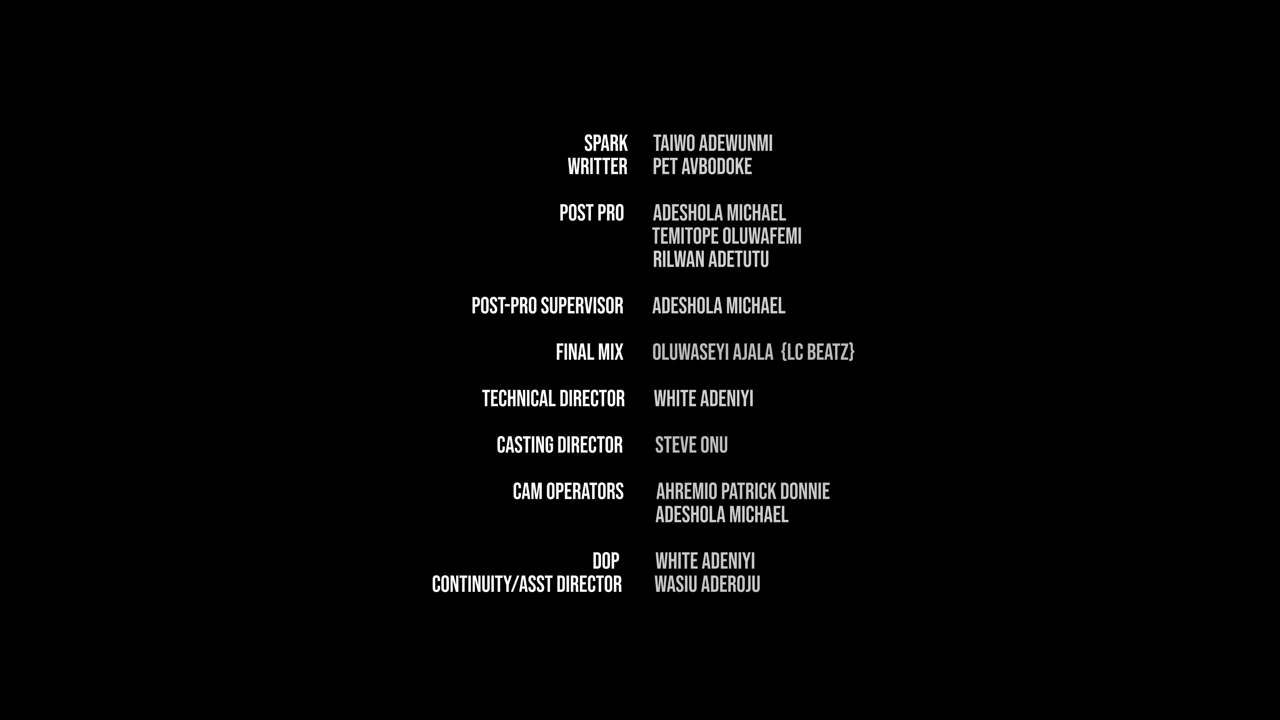 SPARK TAIWO ADEWUNMI
WRITTER PET AVBODOKE
POST PRO ADESHOLA MICHAEL
TEMITOPE OLUWAFEMI
RILWAN ADETUTU
POST-PRO SUPERVISOR ADESHOLA MICHAEL
FINAL MIX OLUWASEYI AJALA {LC BEATZ}
TECHNICAL DIRECTOR WHITE ADENIYI
CASTING DIRECTOR STEVE ONU
CAM OPERATORS AHREMIO PATRICK DONNIE
ADESHOLA MICHAEL
DOP WHITE ADENIYI
CONTINUITY/ASST DIRECTOR WASIU ADEROJU